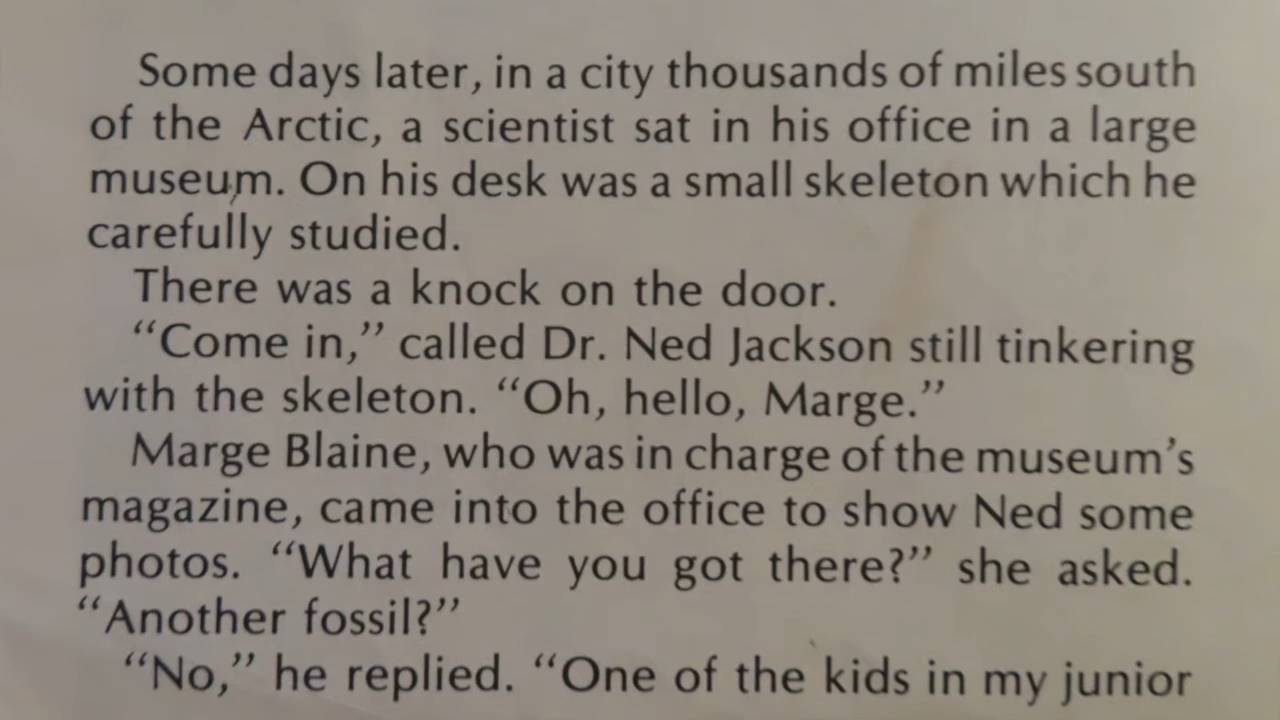 Some days later, in a city thousands of miles south
of the Arctic, a scientist sat in his office in a large
museum. On his desk was a small skeleton which he
carefully studied.
There was a knock on the door.
“Come in,” called Dr. Ned Jackson still tinkering
with the skeleton. “Oh, hello, Marge.”
Marge Blaine, who was in charge of the museum’s
magazine, came into the office to show Ned some
photos. “What have you got there?” she asked.
“Another fossil?”
“No,” he replied. “One of the kids in my junior